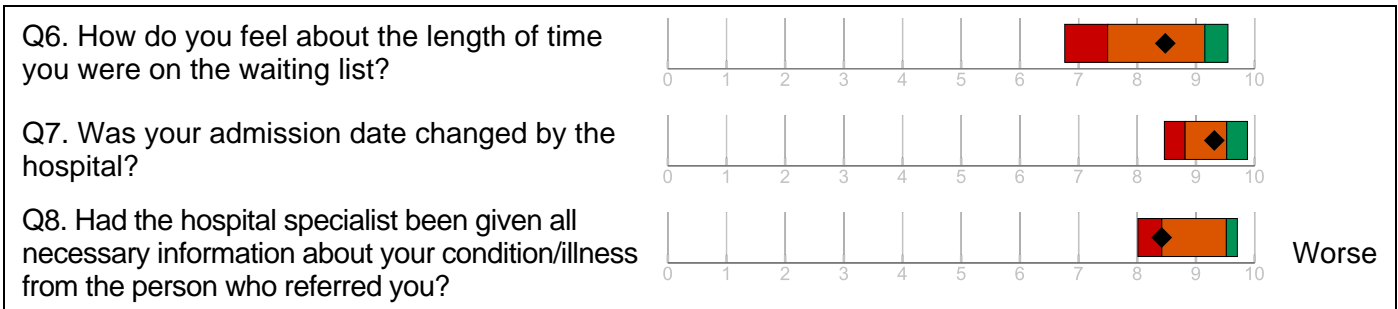 Q6. How do you feel about the length of time
you were on the waiting list?
0 1 2 3 4 5 6 7 8 9 10
Q7. Was your admission date changed by the
hospital?
0 1 2 3 4 5 6 7 8 9 10
Q8. Had the hospital specialist been given all
necessary information about your condition/illness
from the person who referred you?
0 1 2 3 4 5 6 7 8 9 10
Worse